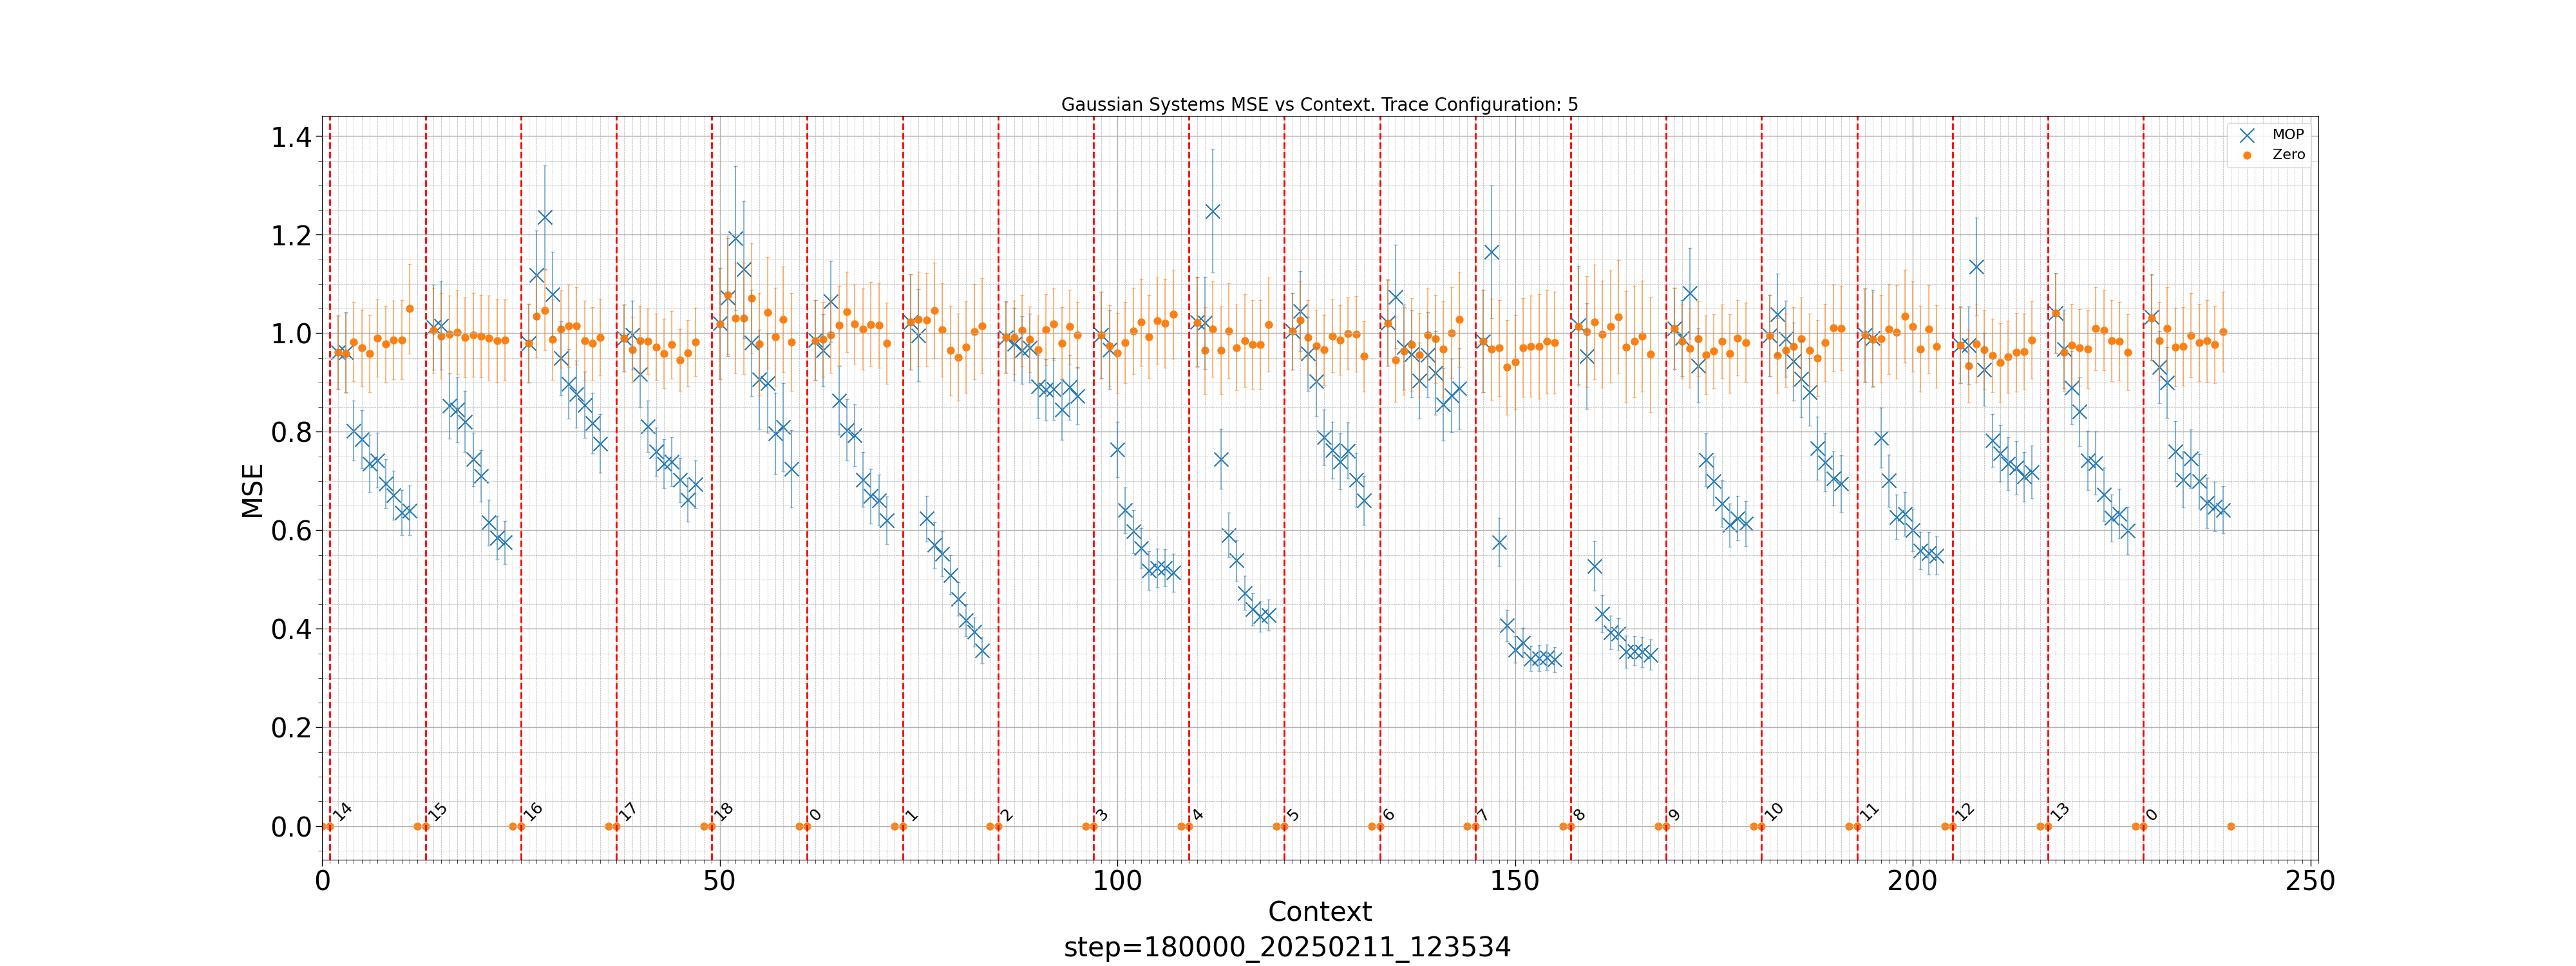 Gaussian Systems MSE vs Context. Trace Configuration: 5
MOP
Zero
1.4
1.2
1.0
0.8
0.6
0.4
0.2
0.0
MSE
14 15 16 17 18 0 1 2 3 4 5 6 7 8 9 10 11 12 13 0
0 50 100 150 200 250
Context
step=180000_20250211_123534